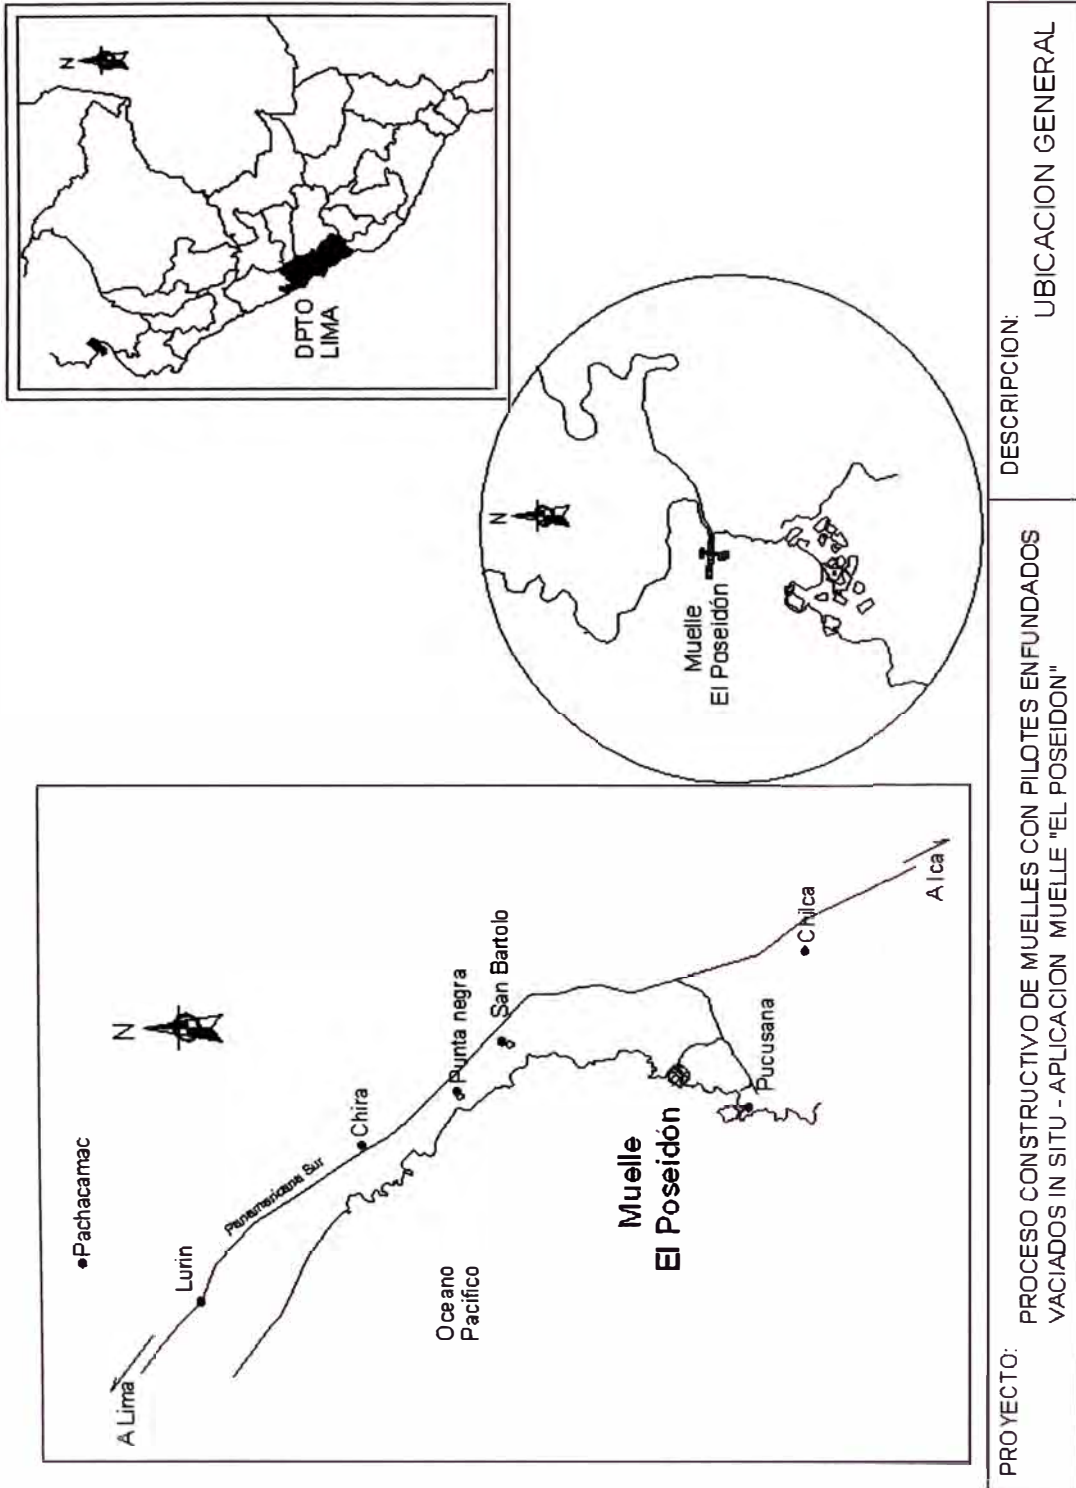 N
A Lima
Lurin
Pachacamac
Panamaricana Sur
Chira
Punta negra
San Bartolo
Oceano
Pacifico
Muelle
El Poseidón
Pucusana
Chilca
A Ica
N
DPTO
LIMA
N
Muelle
El Poseidón
PROYECTO:
PROCESO CONSTRUCTIVO DE MUELLES CON PILOTES ENFUNDADOS
VACIADOS IN SITU - APLICACION MUELLE "EL POSEIDON"
DESCRIPCION:
UBICACION GENERAL